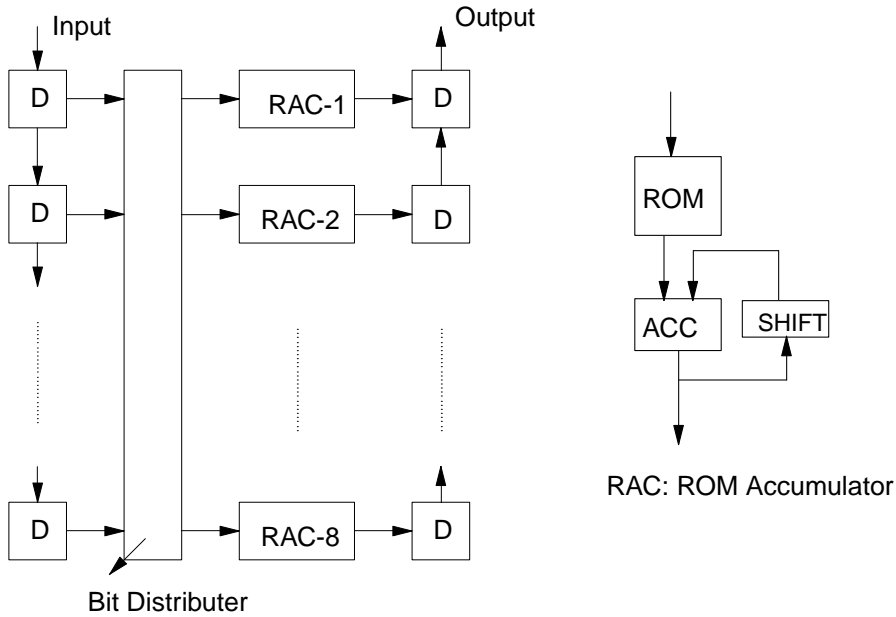 Input
Output
D
RAC-1
D
D
RAC-2
D
ROM
ACC
SHIFT
RAC: ROM Accumulator
D
RAC-8
D
Bit Distributer